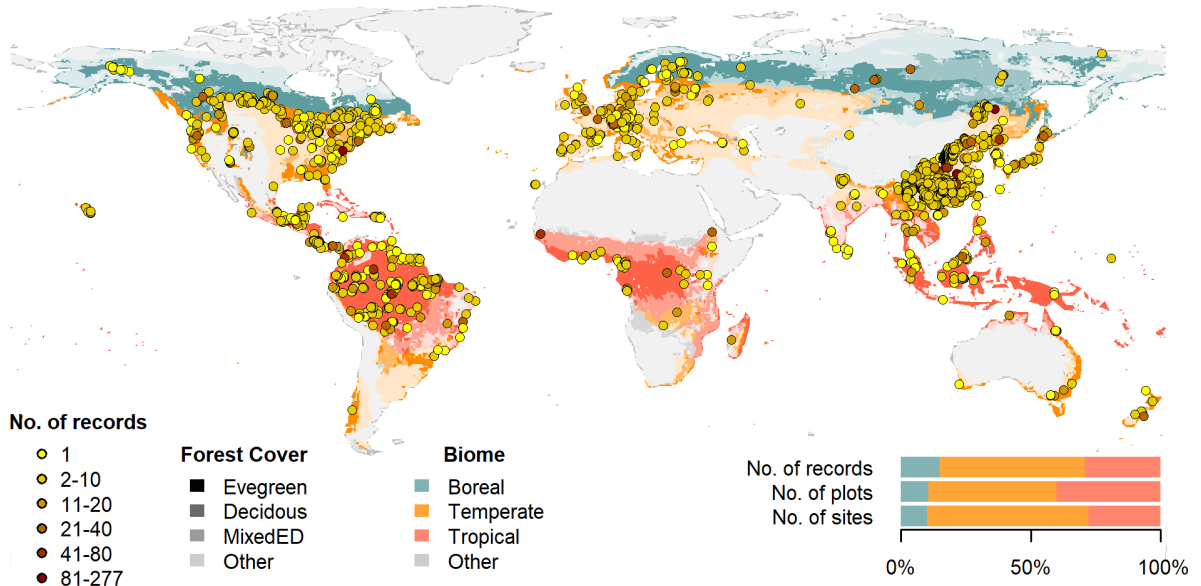 No. of records
1
2-10
11-20
21-40
41-80
81-277
Forest Cover
Evegreen
Decidous
MixedED
Other
Biome
Boreal
Temperate
Tropical
Other
No. of records
No. of plots
No. of sites
0% 50% 100%